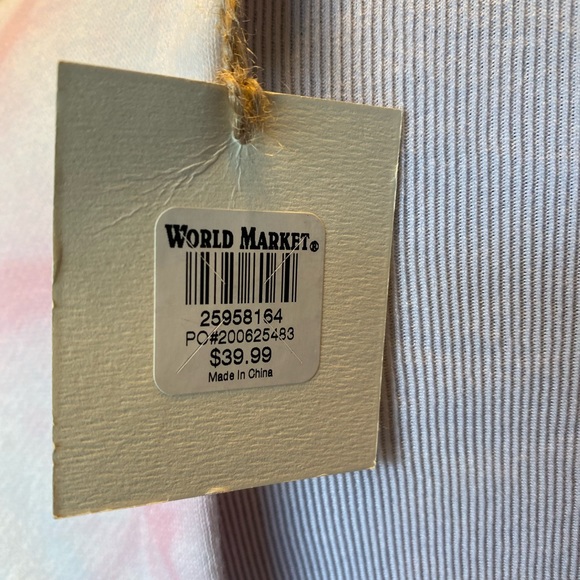 WORLD MARKET®
25958164
PO#200625483
$39.99
Made in China